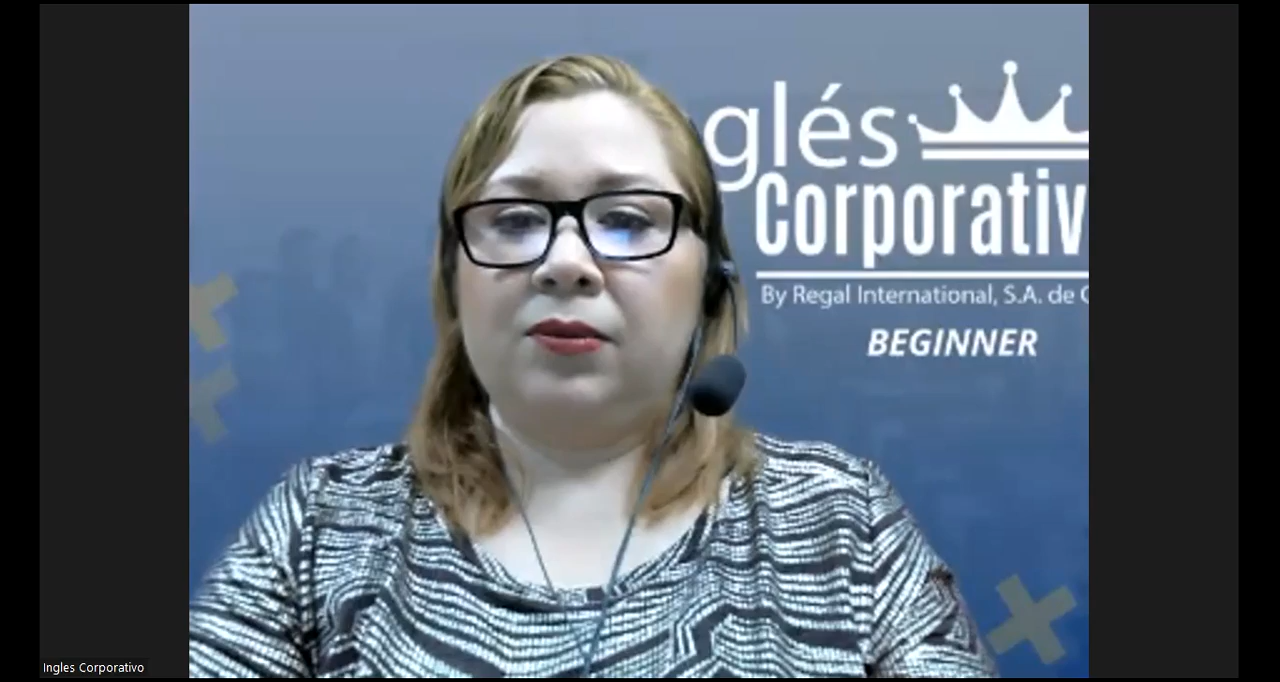 glés
Corporativ
By Regal International, S.A. de C
BEGINNER
Ingles Corporativo